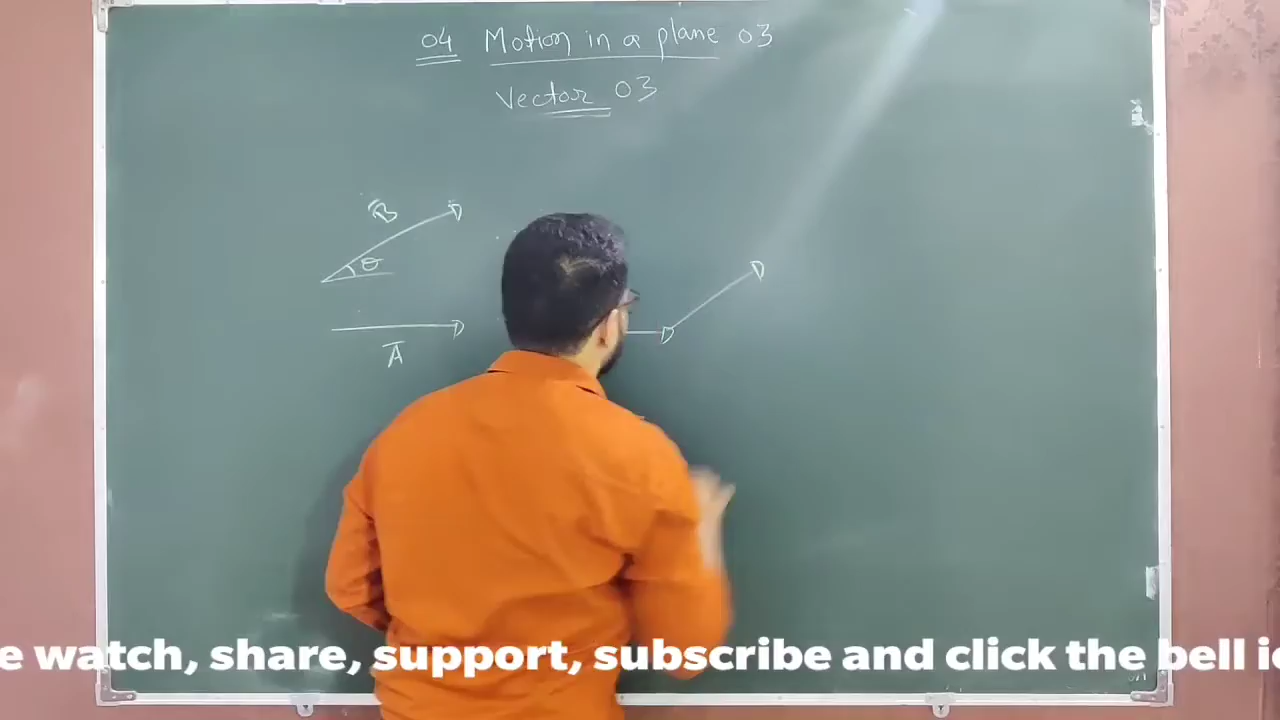 04 Motion in a plane 03
Vector 03
B
θ
A
e watch, share, support, subscribe and click the bell ic